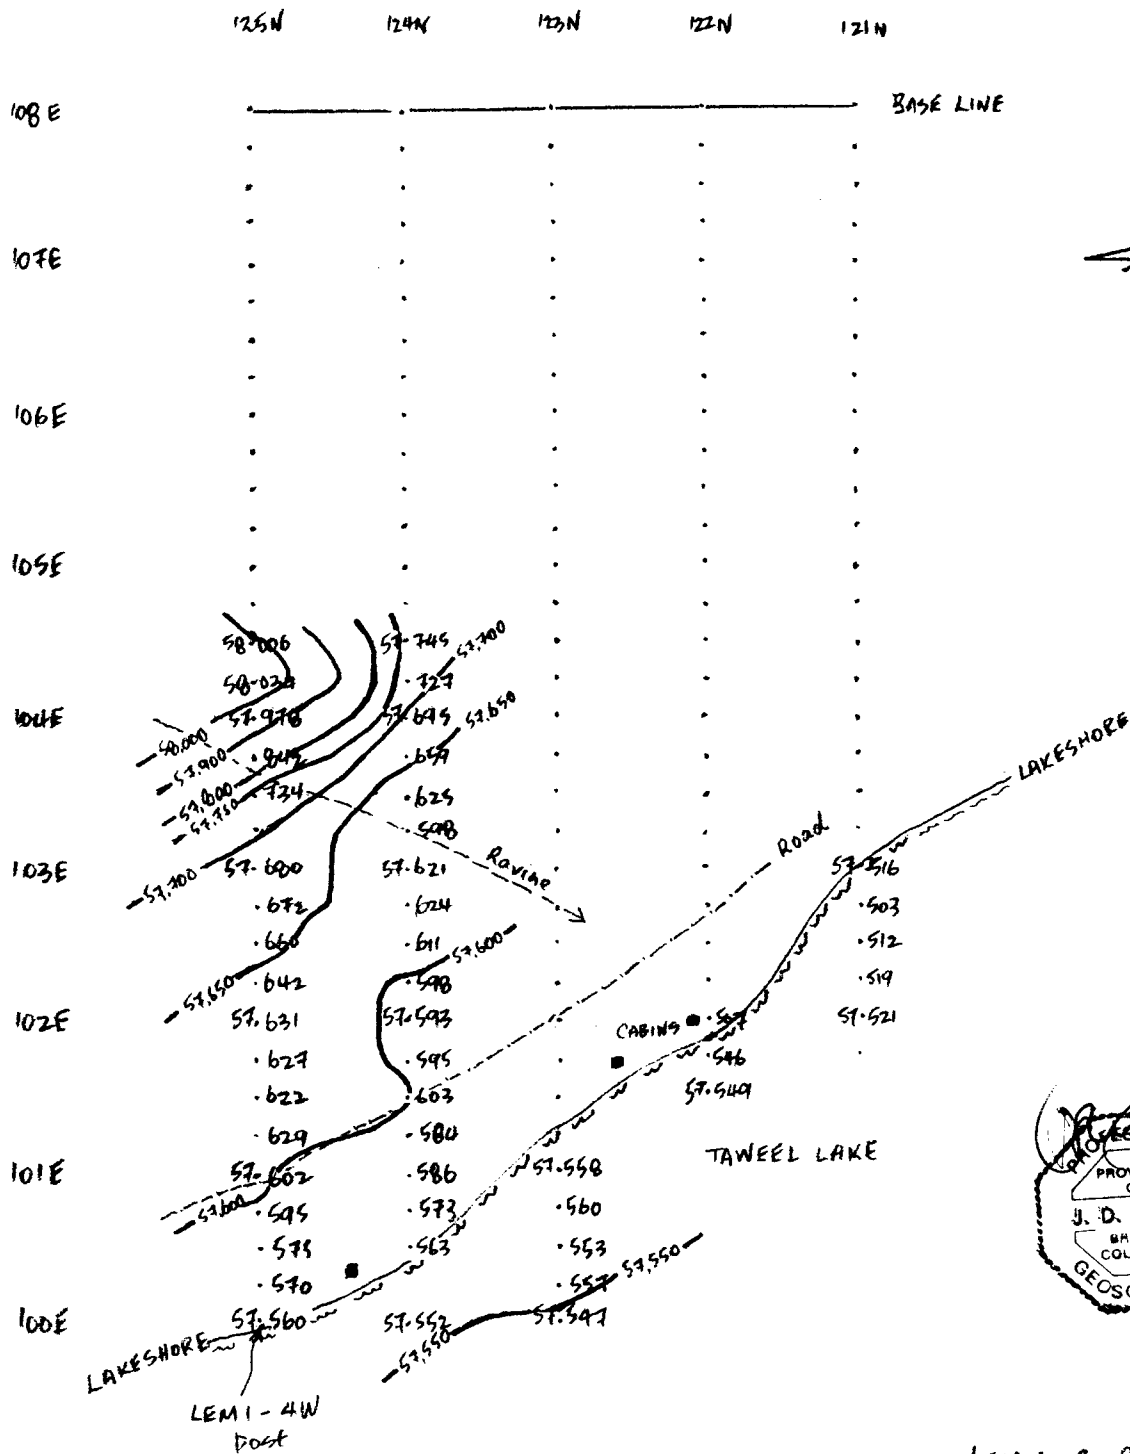 125N 124N 123N 122N 121N
108E BASE LINE
107E
106E
105E
58.006 57.745 57,700
.727
104E 57.978 57.695 57,650
58,000
57,900 .845 .659
57,800 .734 .625
57,750 .598
LAKESHORE
Road
Ravine
103E 57,700 57.680 57.621 57.516
.672 .624 .503
.660 .611 57,600 .512
57,650 .642 .598 .519
102E 57.631 57.593 CABINS 57.521
.627 .595 .546
.622 .603 57.549
.629 .584
101E 57.602 .586 57.558 TAWEEL LAKE
57,600 .595 .573 .560
.575 .563 .553 57,550
.570 .557
100E 57.560 57.552 57.547
57,550
LAKESHORE
LEM 1 - 4W
Post
J. D.
GEOSC